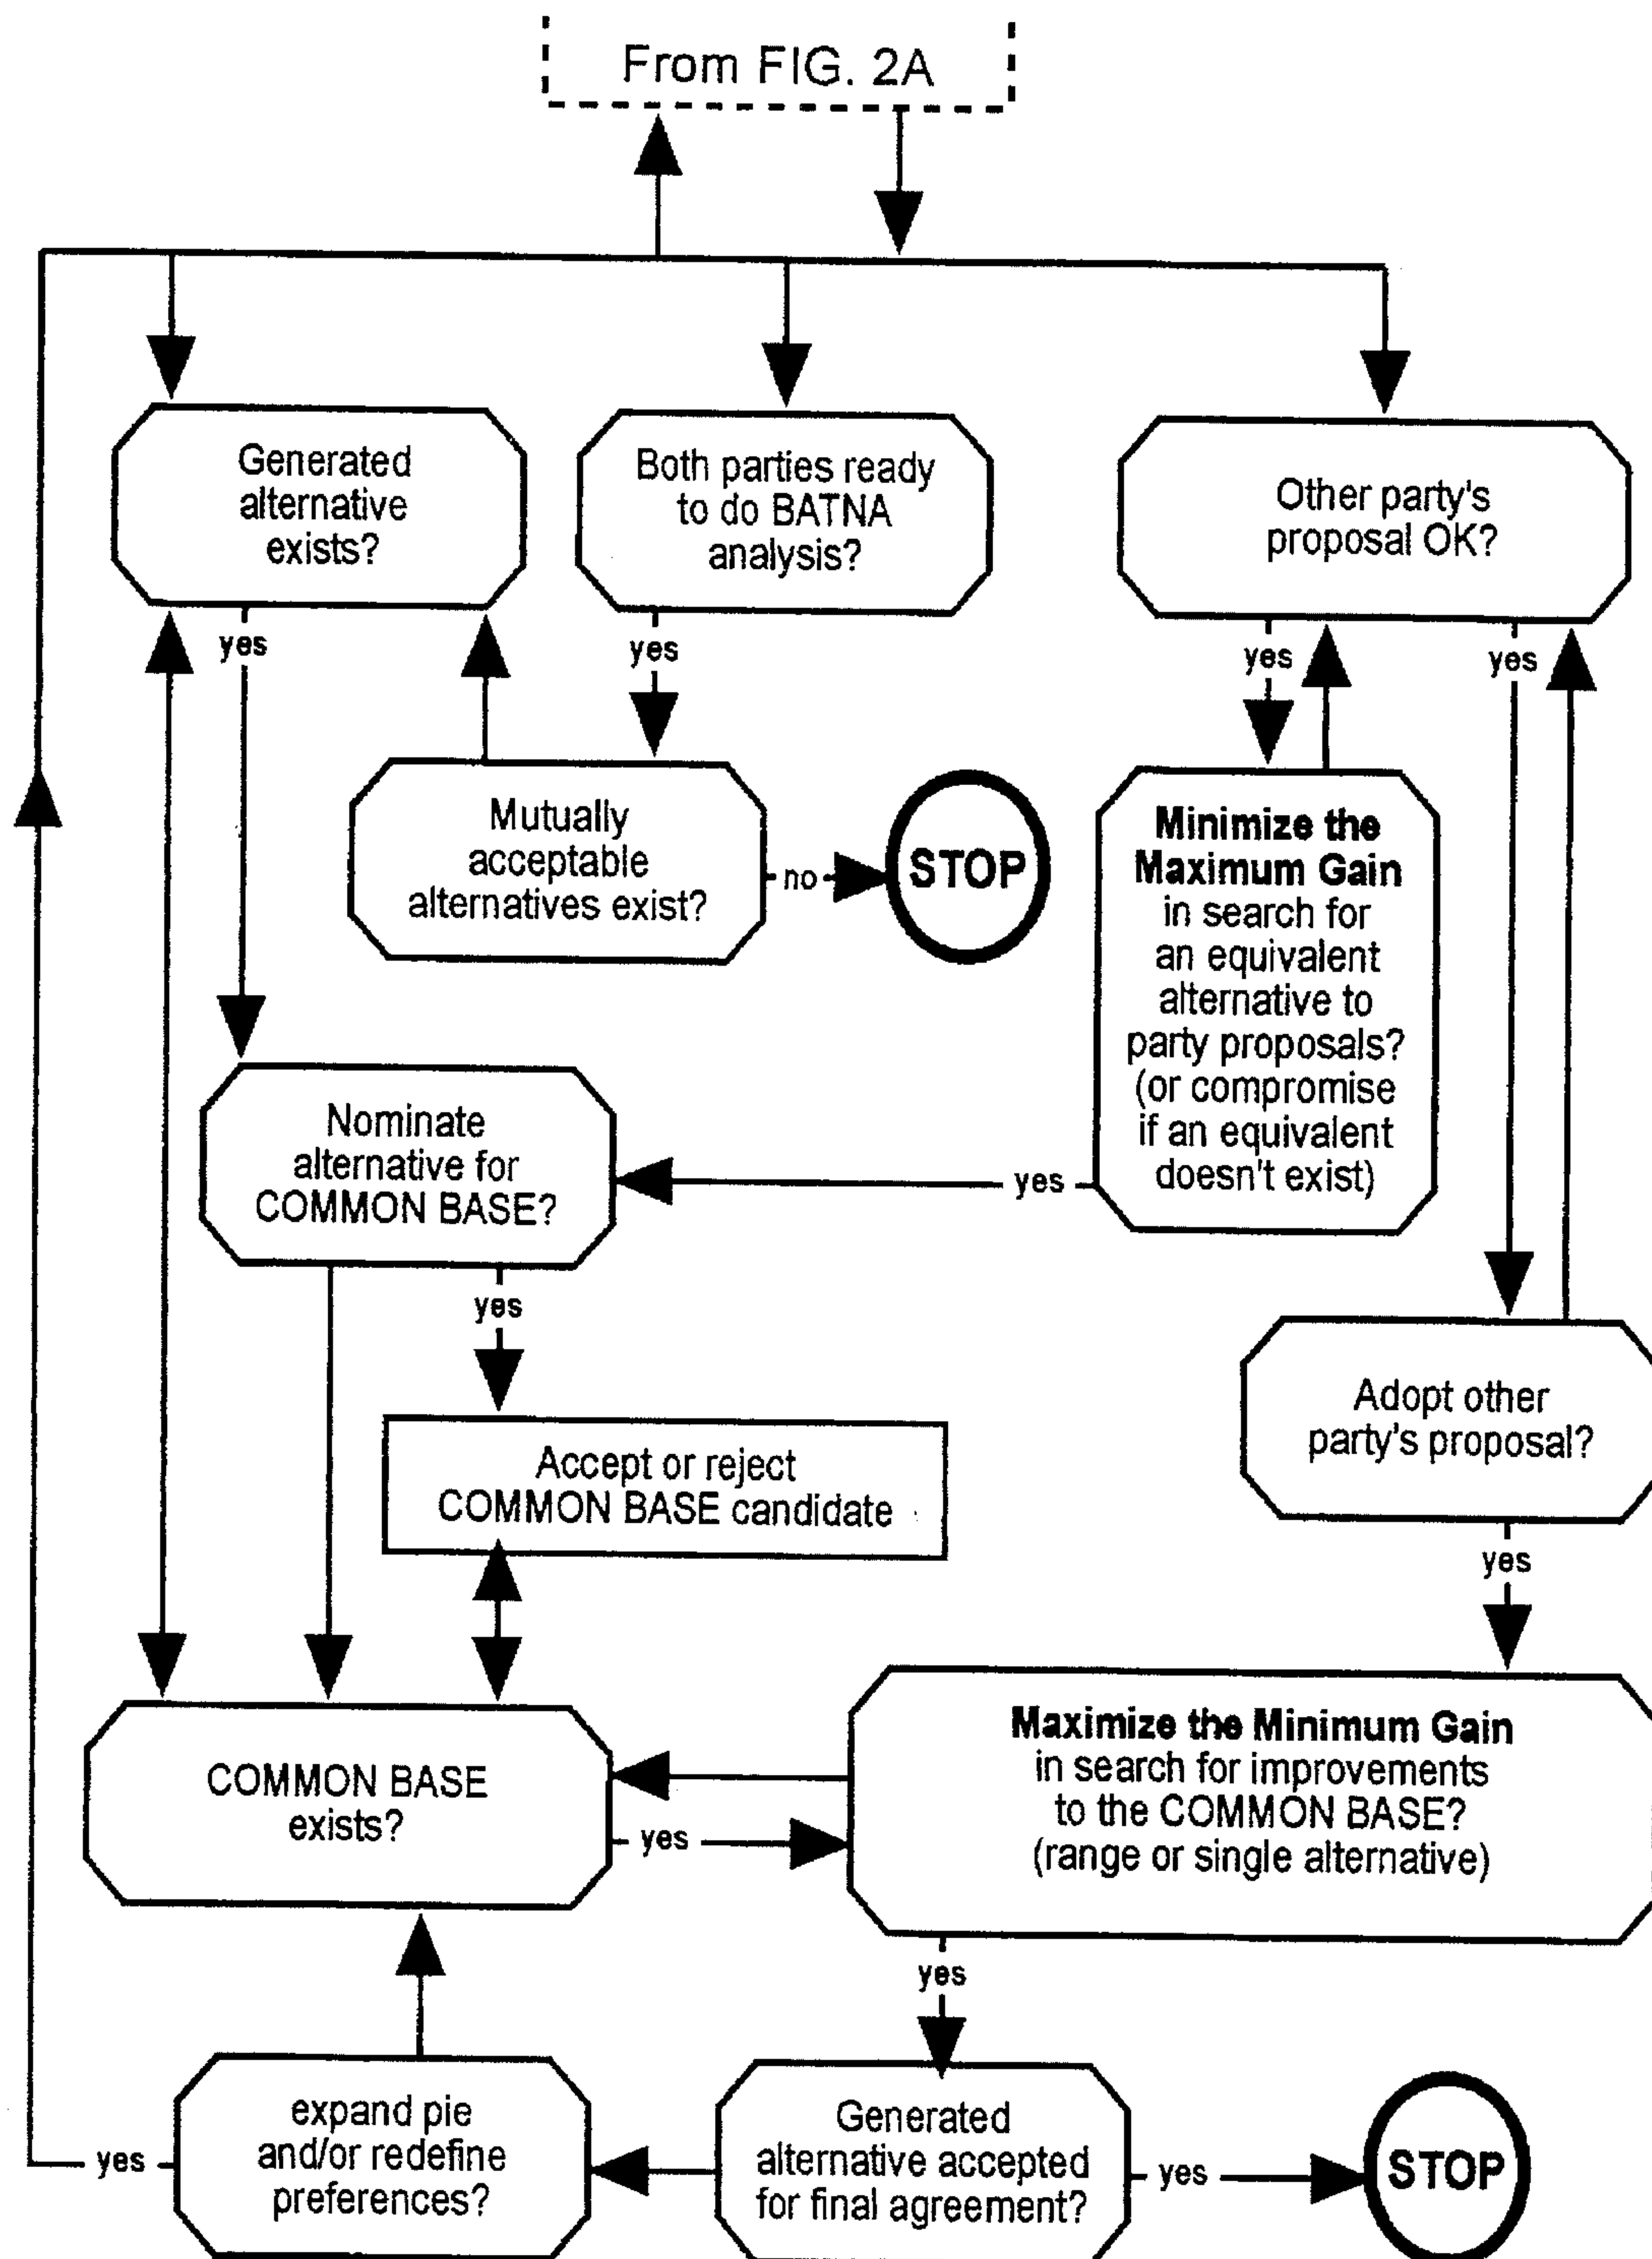 From FIG. 2A
Generated
alternative
exists?
Both parties ready
to do BATNA
analysis?
Other party's
proposal OK?
yes
yes
yes
yes
Mutually
acceptable
alternatives exist?
no
STOP
Minimize the
Maximum Gain
in search for
an equivalent
alternative to
party proposals?
(or compromise
if an equivalent
doesn't exist)
Nominate
alternative for
COMMON BASE?
yes
yes
Accept or reject
COMMON BASE candidate
Adopt other
party's proposal?
yes
COMMON BASE
exists?
yes
Maximize the Minimum Gain
in search for improvements
to the COMMON BASE?
(range or single alternative)
yes
yes
expand pie
and/or redefine
preferences?
Generated
alternative accepted
for final agreement?
yes
STOP